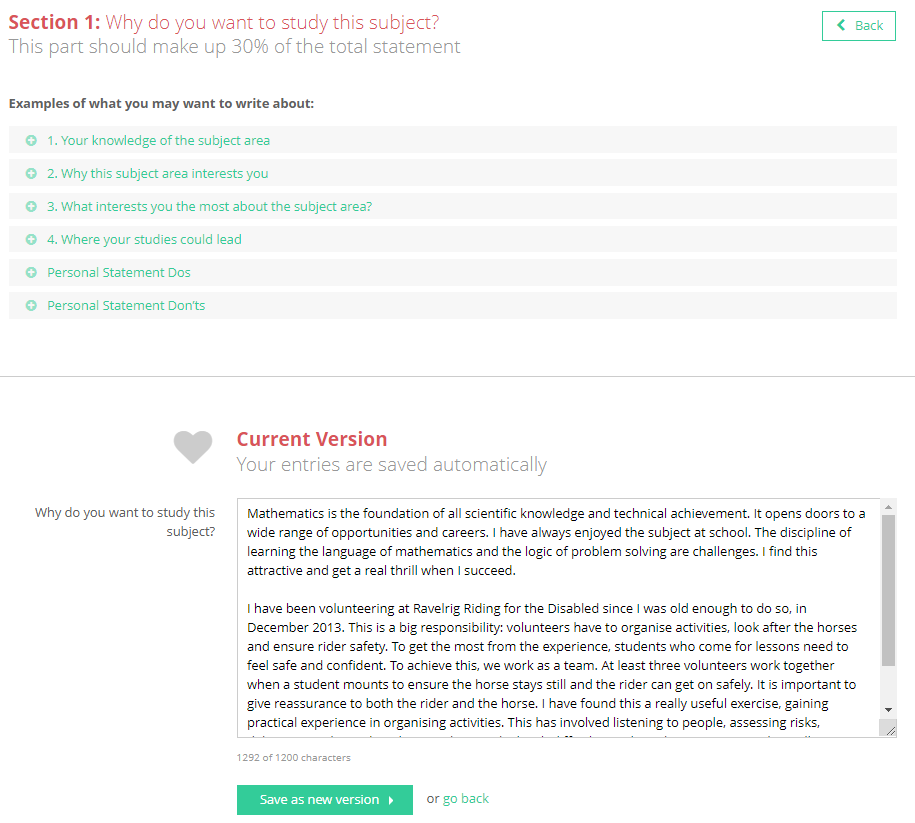 Section 1: Why do you want to study this subject?
Back
This part should make up 30% of the total statement
Examples of what you may want to write about:
1. Your knowledge of the subject area
2. Why this subject area interests you
3. What interests you the most about the subject area?
4. Where your studies could lead
Personal Statement Dos
Personal Statement Don'ts
Current Version
Your entries are saved automatically
Why do you want to study this
subject?
Mathematics is the foundation of all scientific knowledge and technical achievement. It opens doors to a
wide range of opportunities and careers. I have always enjoyed the subject at school. The discipline of
learning the language of mathematics and the logic of problem solving are challenges. I find this
attractive and get a real thrill when I succeed.
I have been volunteering at Ravelrig Riding for the Disabled since I was old enough to do so, in
December 2013. This is a big responsibility: volunteers have to organise activities, look after the horses
and ensure rider safety. To get the most from the experience, students who come for lessons need to
feel safe and confident. To achieve this, we work as a team. At least three volunteers work together
when a student mounts to ensure the horse stays still and the rider can get on safely. It is important to
give reassurance to both the rider and the horse. I have found this a really useful exercise, gaining
practical experience in organising activities. This has involved listening to people, assessing risks,
1292 of 1200 characters
Save as new version
or go back